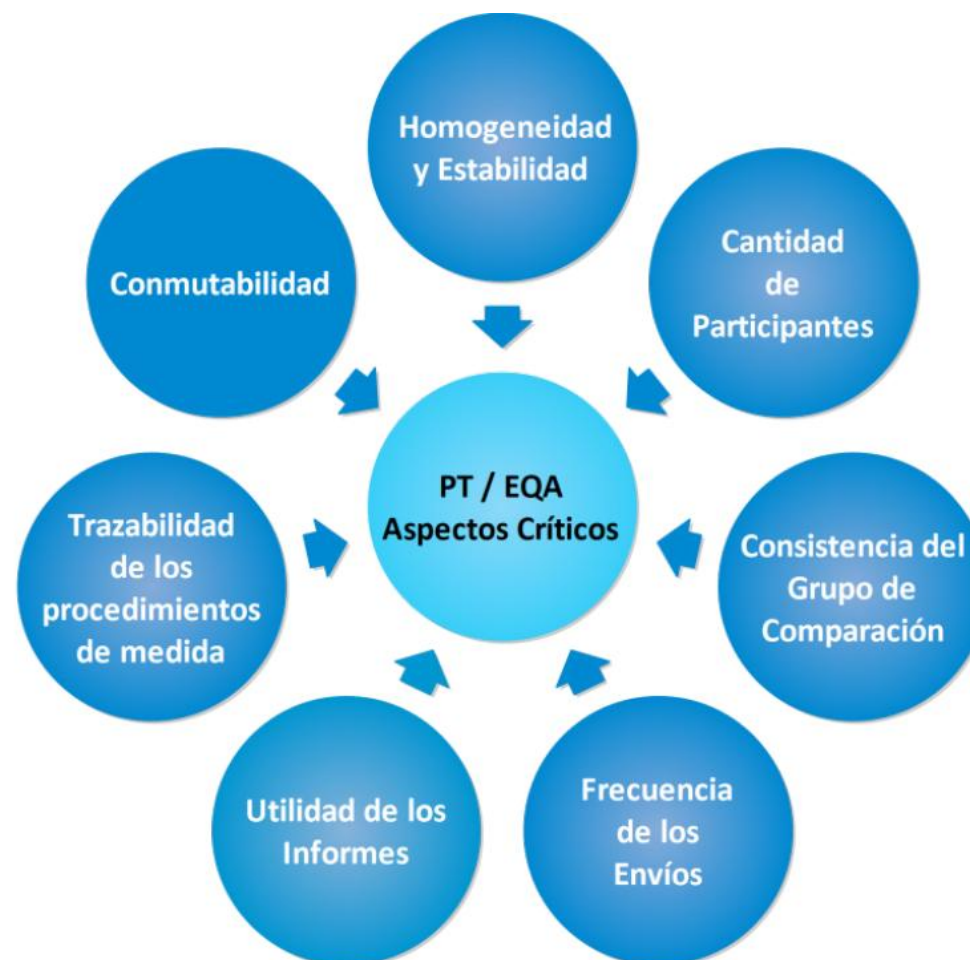 Homogeneidad
y Estabilidad
Cantidad
de
Participantes
Consistencia del
Grupo de
Comparación
Frecuencia
de los
Envíos
Utilidad de los
Informes
Trazabilidad
de los
procedimientos
de medida
Conmutabilidad
PT / EQA
Aspectos Críticos